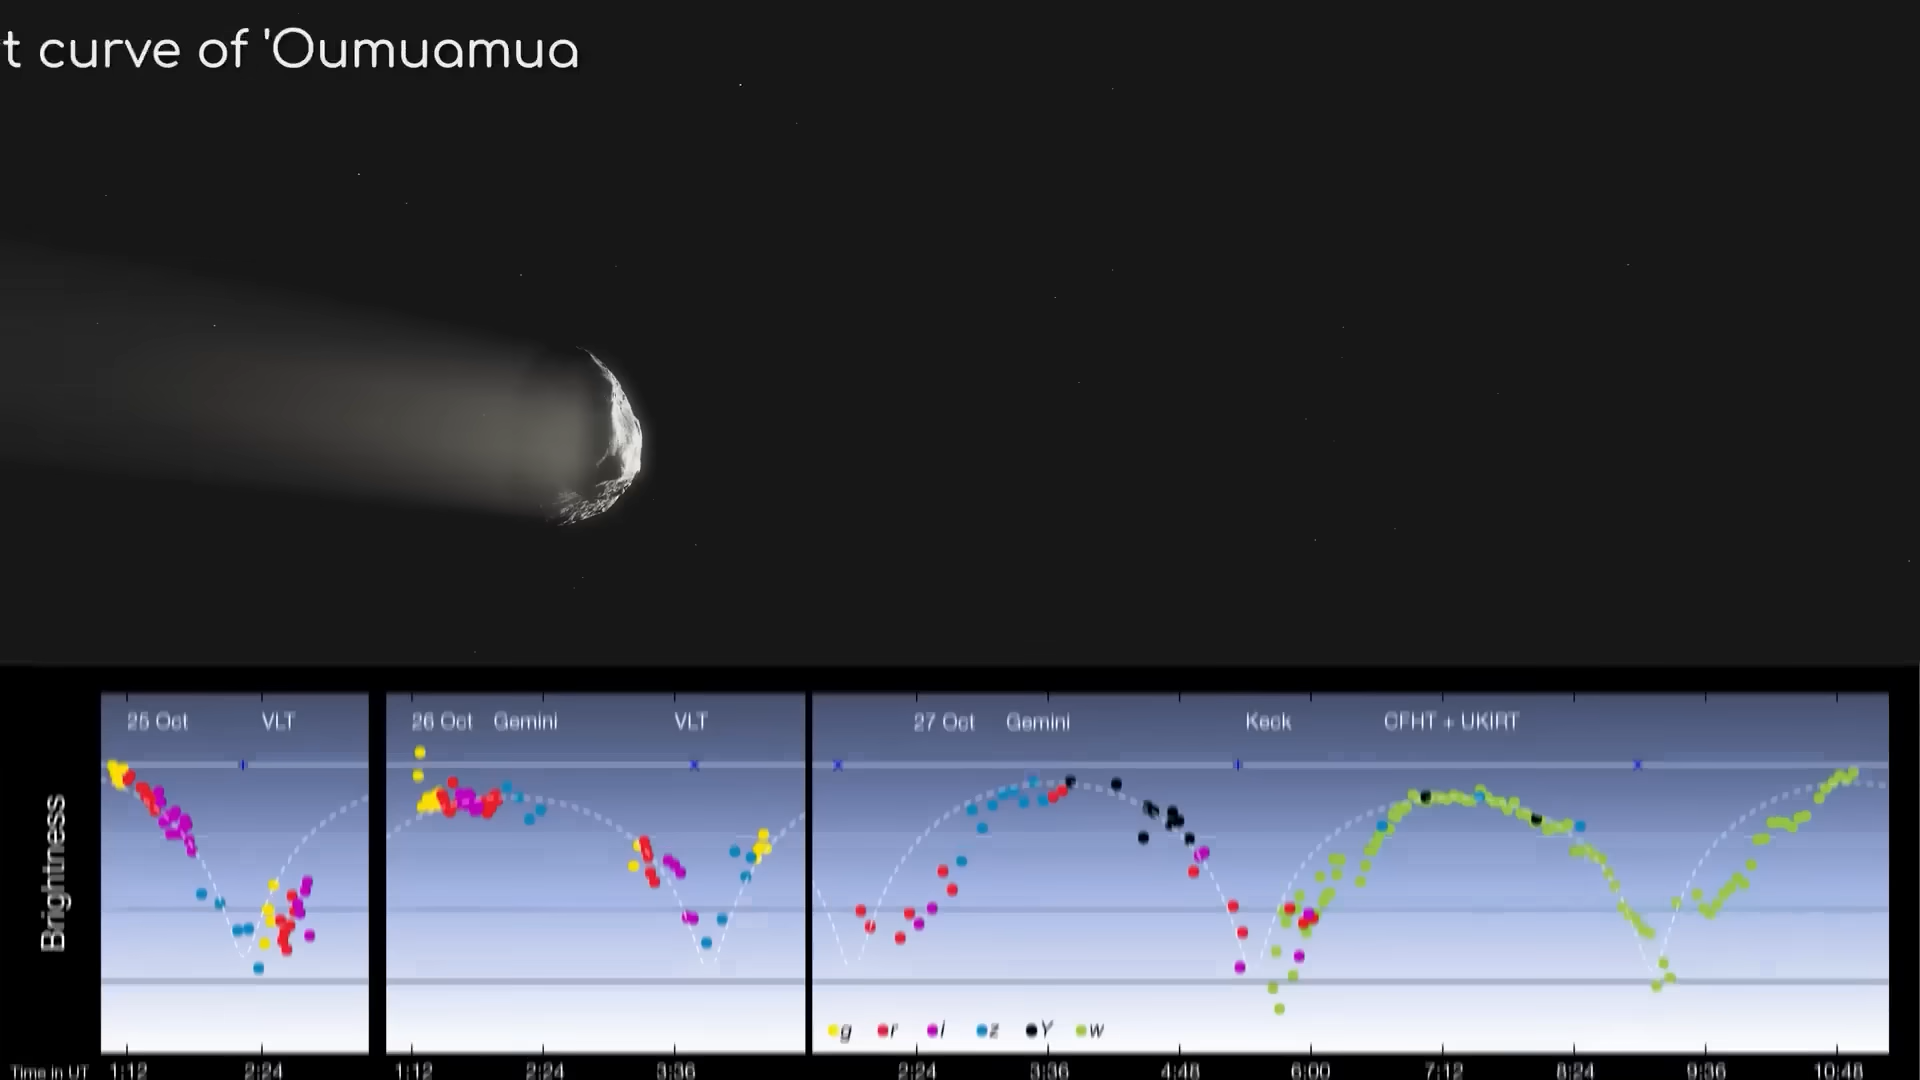 t curve of 'Oumuamua
25 Oct VLT
26 Oct Gemini VLT
27 Oct Gemini Keck CFHT + UKIRT
Brightness
g r i z Y w
Time in UT 1:12 2:24 1:12 2:24 3:36 2:24 3:36 4:48 6:00 7:12 8:24 9:36 10:48